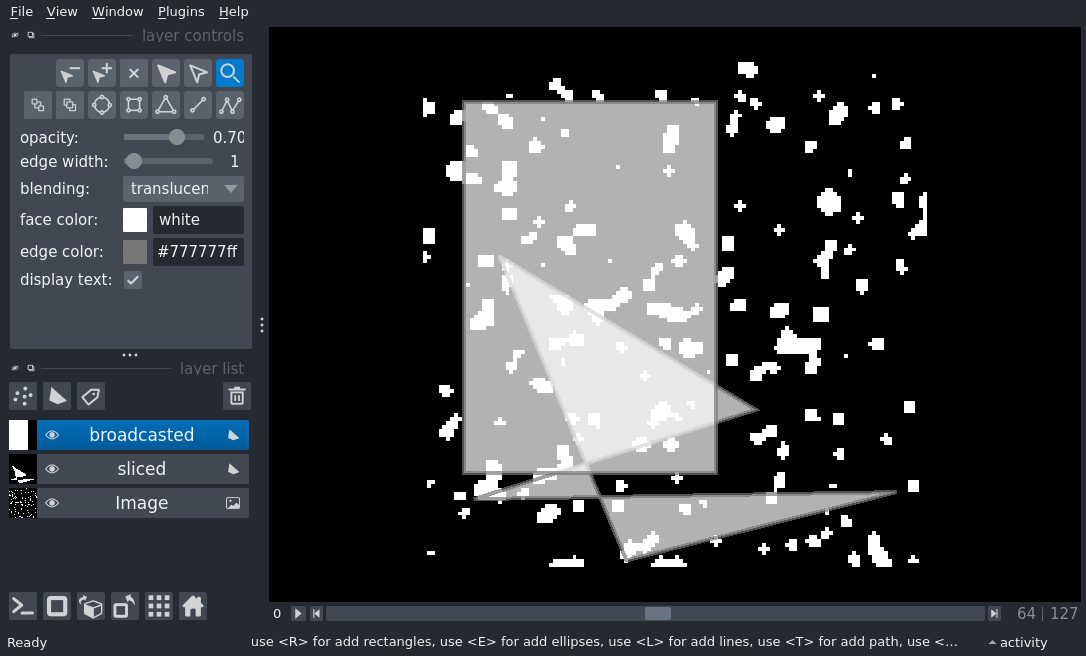 File View Window Plugins Help
layer controls
opacity: 0.70
edge width: 1
blending: translucen
face color: white
edge color: #777777ff
display text:
layer list
broadcasted
sliced
Image
0 64 127
Ready use <R> for add rectangles, use <E> for add ellipses, use <L> for add lines, use <T> for add path, use <... activity